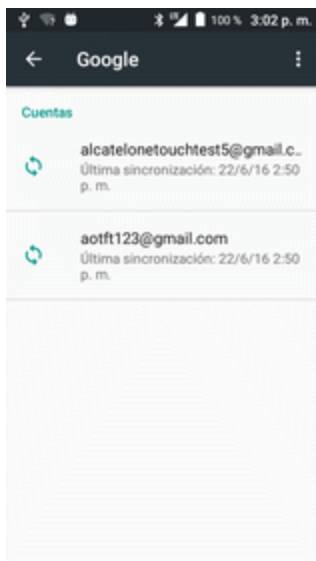 100 % 3:02 p. m.
Google
Cuentas
alcatelonetouchtest5@gmail.c..
Última sincronización: 22/6/16 2:50
p. m.
aotft123@gmail.com
Última sincronización: 22/6/16 2:50
p. m.